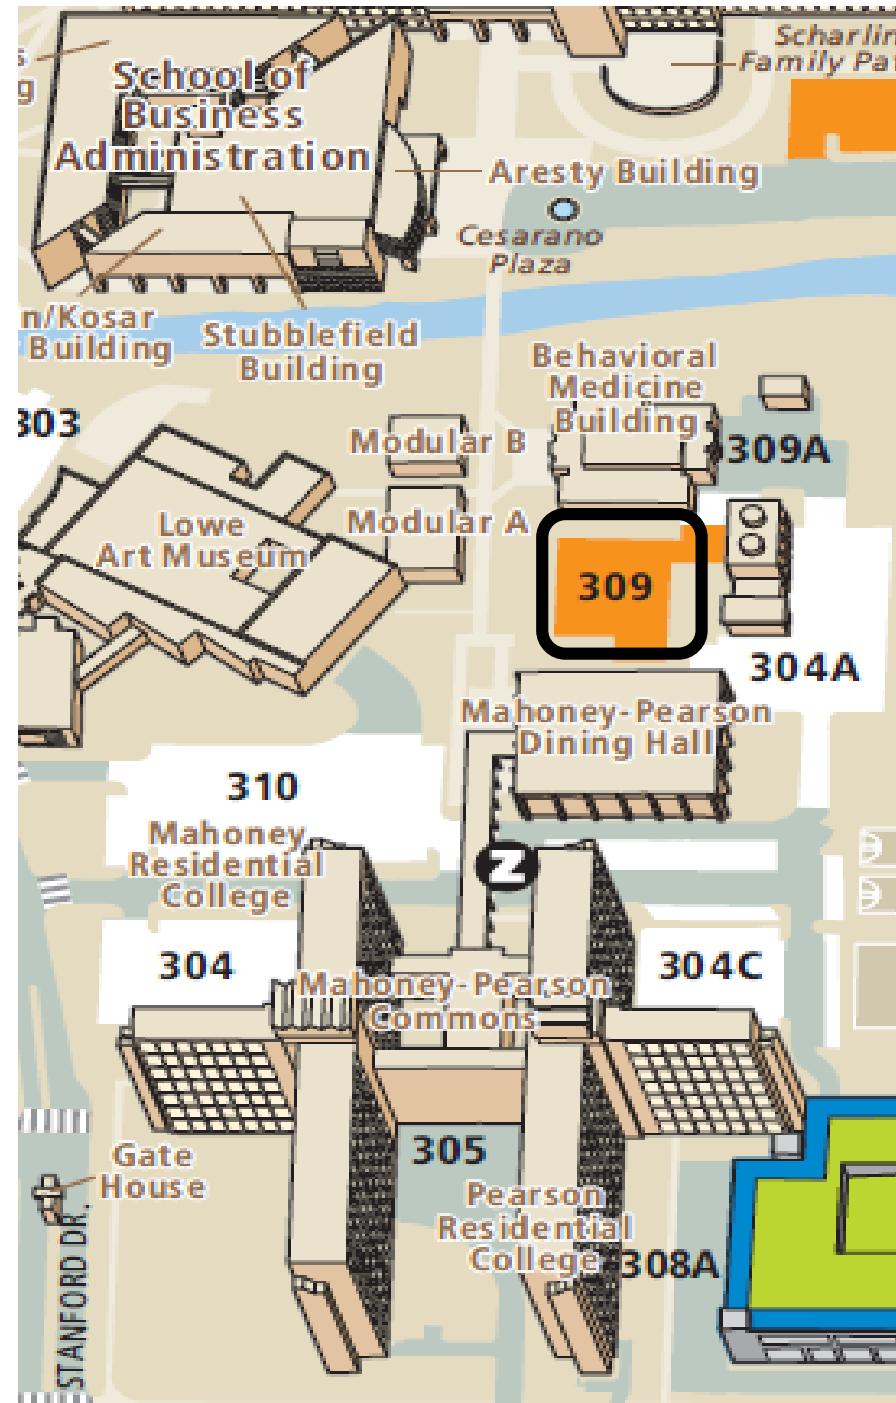 Scharlin
Family Pat
g
School of
Business
Administration
Aresty Building
Cesarano
Plaza
n/Kosar
Building
Stubblefield
Building
Behavioral
Medicine
Building
303
Modular B
309A
Lowe
Art Museum
Modular A
309
304A
Mahoney-Pearson
Dining Hall
310
Mahoney
Residential
College
304
304C
Mahoney-Pearson
Commons
305
Gate
House
Pearson
Residential
College
308A
STANFORD DR.